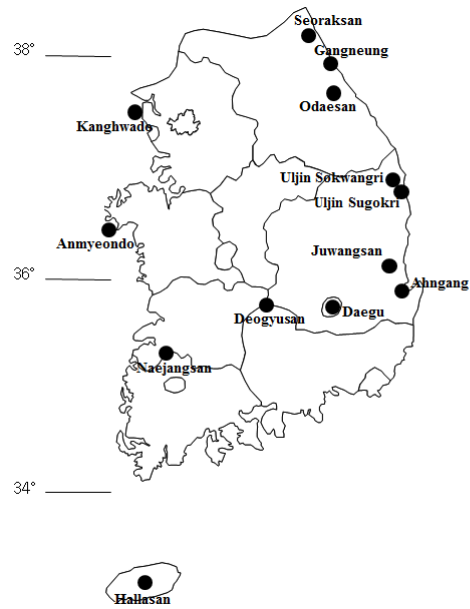 Seoraksan
38°
Gangneung
Odaesan
Kanghwado
Uljin Sokwangri
Uljin Sugokri
Anmyeondo
Juwangsan
36°
Ahngang
Deogyusan
Daegu
Naejangsan
34°
Hallasan